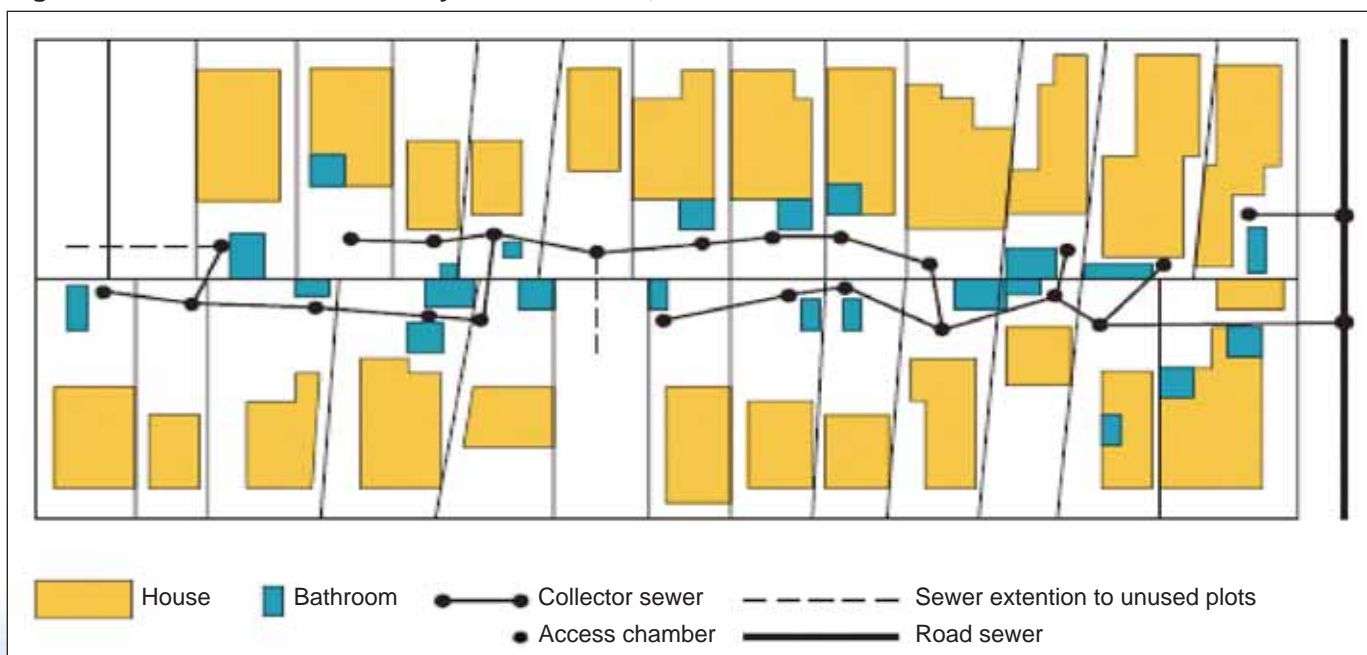 House
Bathroom
Collector sewer
Sewer extention to unused plots
Access chamber
Road sewer